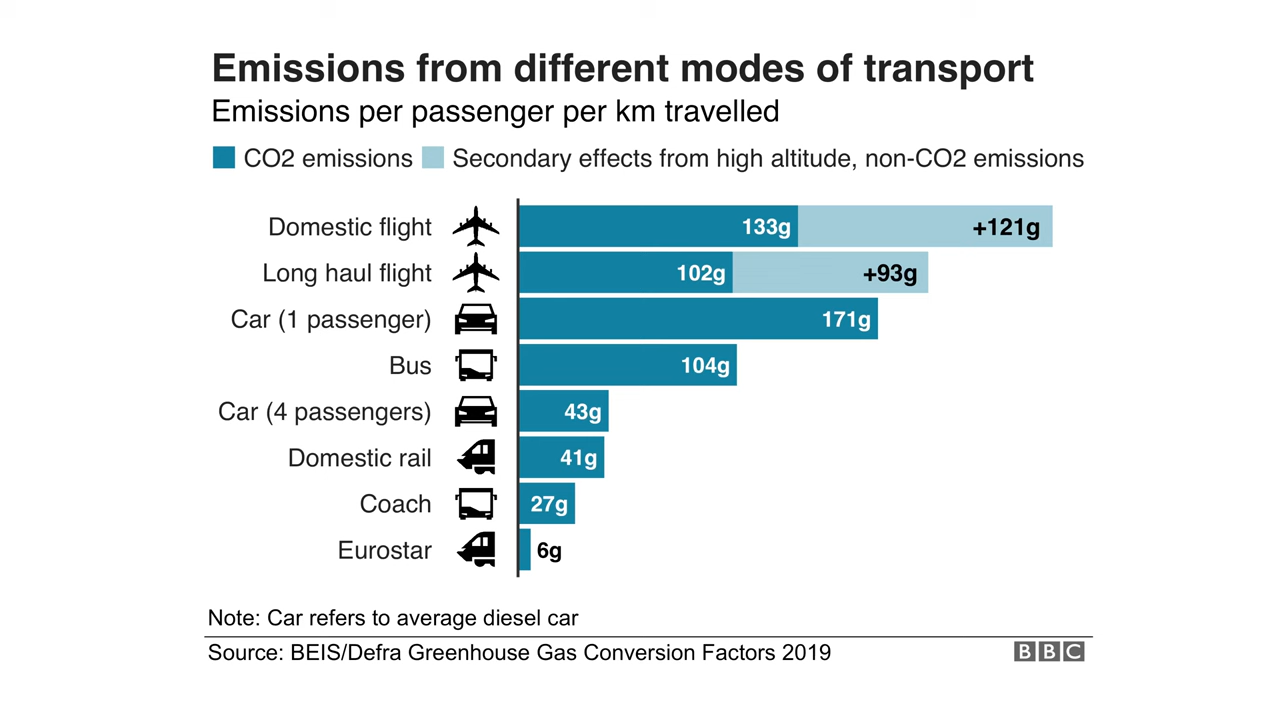 Emissions from different modes of transport
Emissions per passenger per km travelled
CO2 emissions Secondary effects from high altitude, non-CO2 emissions
Domestic flight 133g +121g
Long haul flight 102g +93g
Car (1 passenger) 171g
Bus 104g
Car (4 passengers) 43g
Domestic rail 41g
Coach 27g
Eurostar 6g
Note: Car refers to average diesel car
Source: BEIS/Defra Greenhouse Gas Conversion Factors 2019 BBC